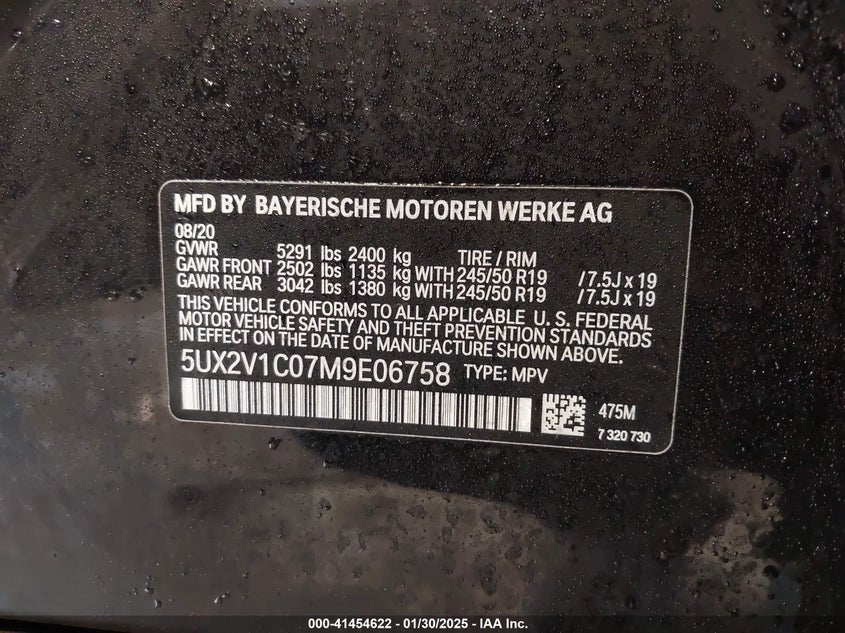 MFD BY BAYERISCHE MOTOREN WERKE AG
08/20
GVWR 5291 lbs 2400 kg TIRE / RIM
GAWR FRONT 2502 lbs 1135 kg WITH 245/50 R19 / 7.5J x 19
GAWR REAR 3042 lbs 1380 kg WITH 245/50 R19 / 7.5J x 19
THIS VEHICLE CONFORMS TO ALL APPLICABLE U. S. FEDERAL
MOTOR VEHICLE SAFETY AND THEFT PREVENTION STANDARDS
IN EFFECT ON THE DATE OF MANUFACTURE SHOWN ABOVE.
5UX2V1C07M9E06758 TYPE: MPV
475M
7 320 730
000-41454622 - 01/30/2025 - IAA Inc.